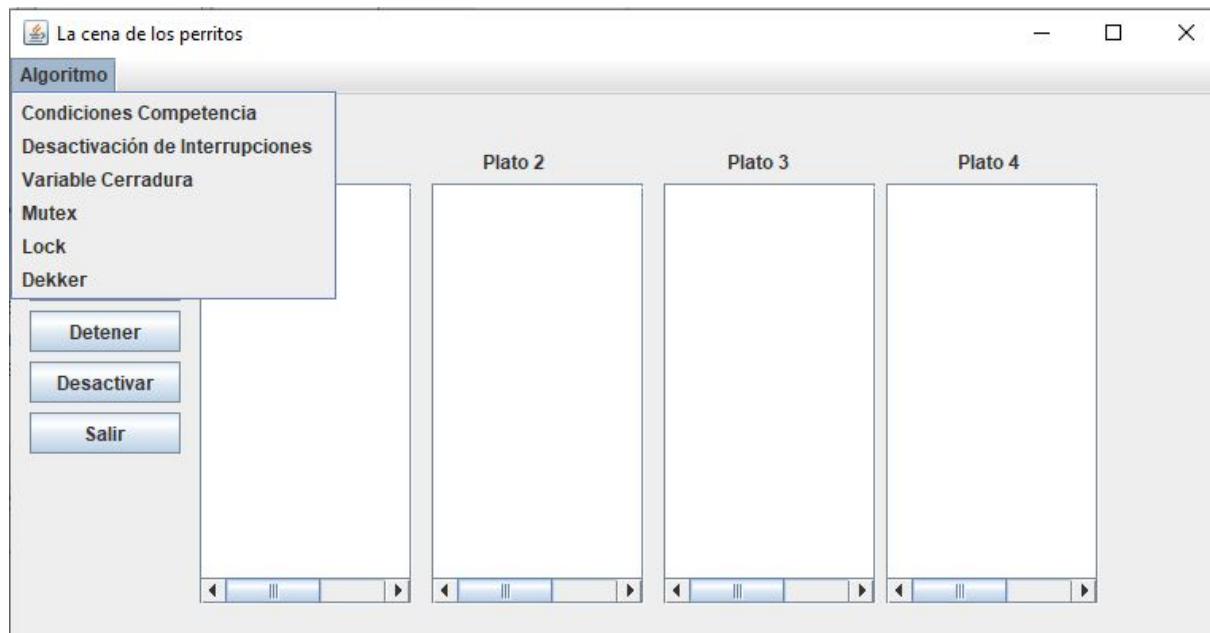 La cena de los perritos
Algoritmo
Condiciones Competencia
Desactivación de Interrupciones
Variable Cerradura
Mutex
Lock
Dekker
Plato 2
Plato 3
Plato 4
Detener
Desactivar
Salir